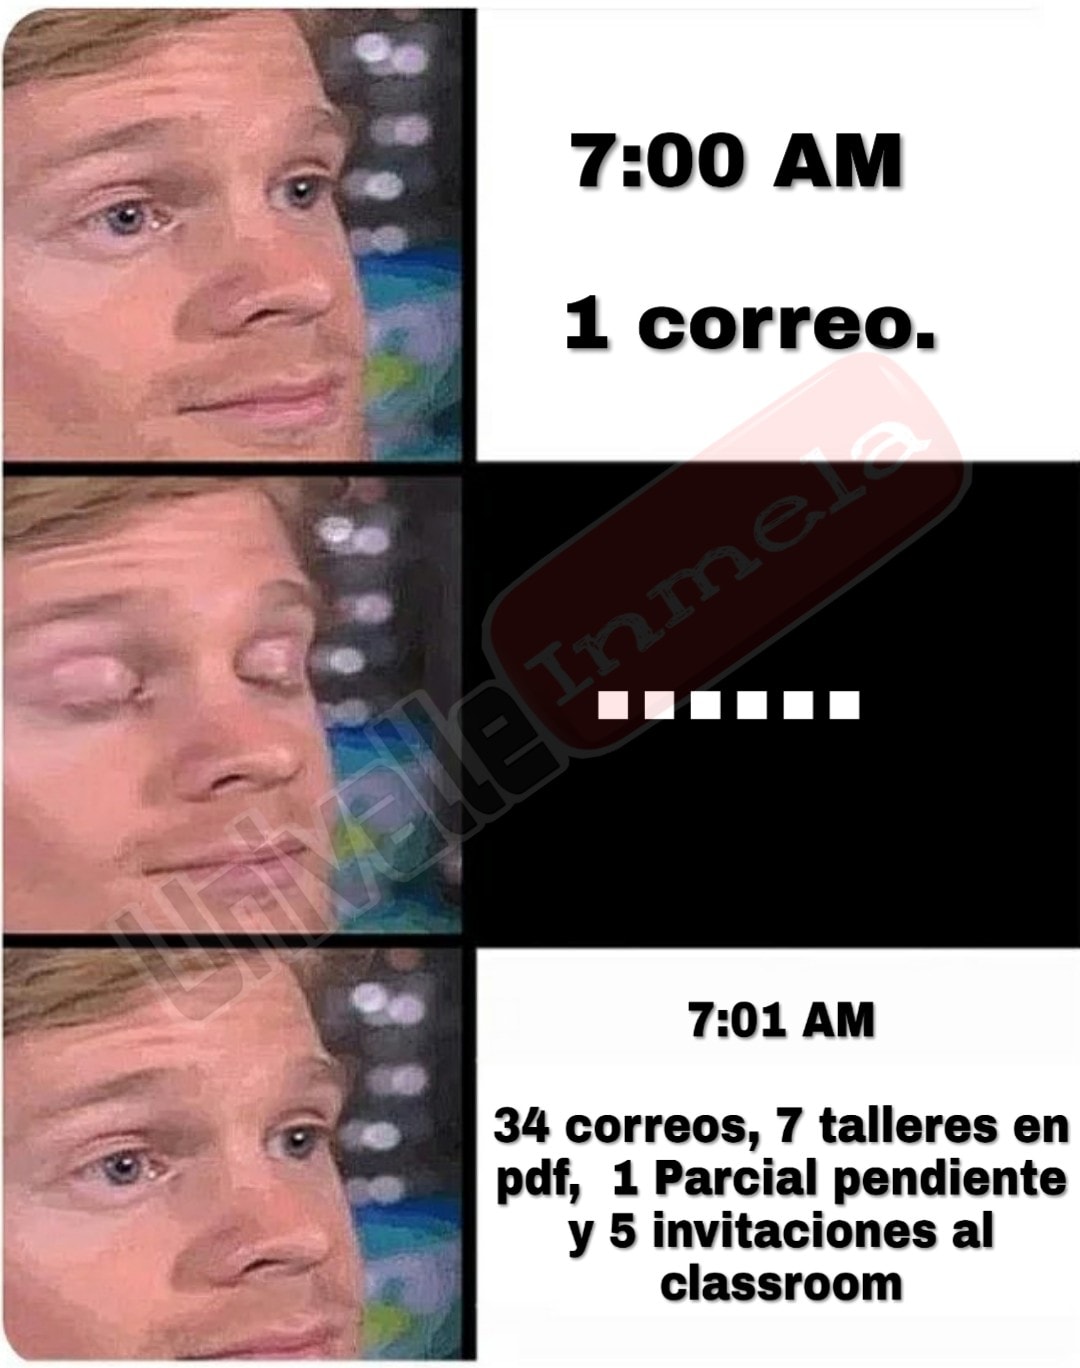 7:00 AM
1 correo.
Univalle Inmela
......
7:01 AM
34 correos, 7 talleres en
pdf, 1 Parcial pendiente
y 5 invitaciones al
classroom